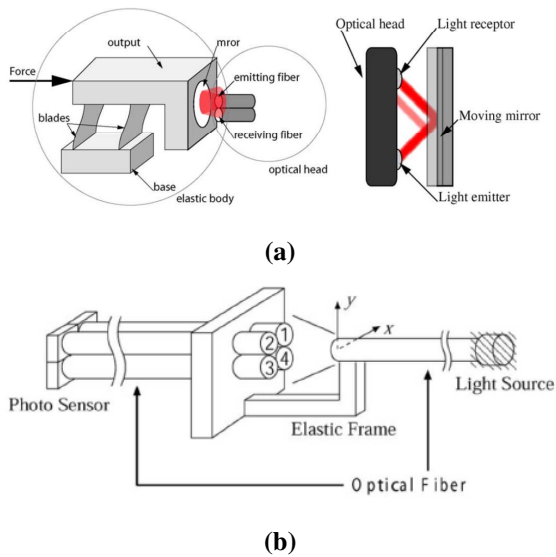 output
mror
Force
emitting fiber
blades
receiving fiber
optical head
base
elastic body
Optical head
Light receptor
Moving mirror
Light emitter
(a)
y
x
1
2
3
4
Photo Sensor
Light Source
Elastic Frame
Optical Fiber
(b)